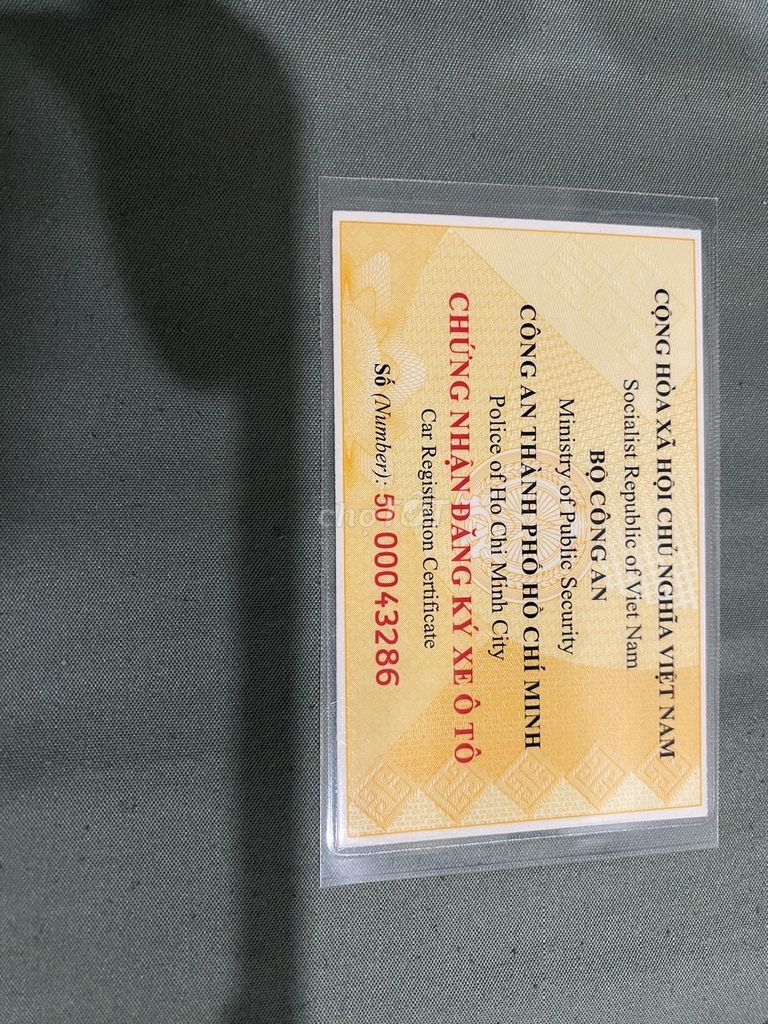 CỘNG HÒA XÃ HỘI CHỦ NGHĨA VIỆT NAM
Socialist Republic of Viet Nam
BỘ CÔNG AN
Ministry of Public Security
CÔNG AN THÀNH PHỐ HỒ CHÍ MINH
Police of Ho Chi Minh City
CHỨNG NHẬN ĐĂNG KÝ XE Ô TÔ
Car Registration Certificate
Số (Number): 50 00043286